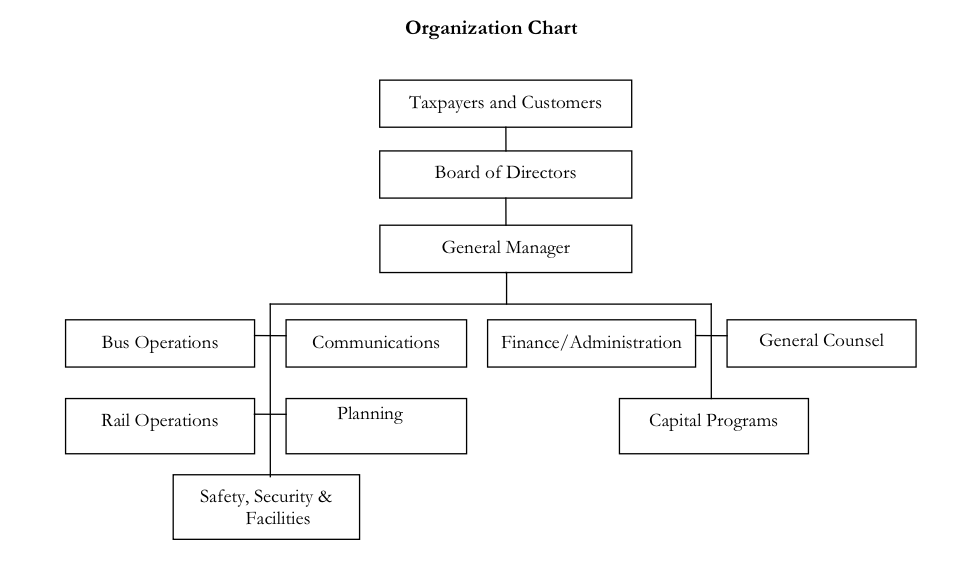 Organization Chart
Taxpayers and Customers
Board of Directors
General Manager
Bus Operations
Communications
Finance/Administration
General Counsel
Rail Operations
Planning
Capital Programs
Safety, Security &
Facilities